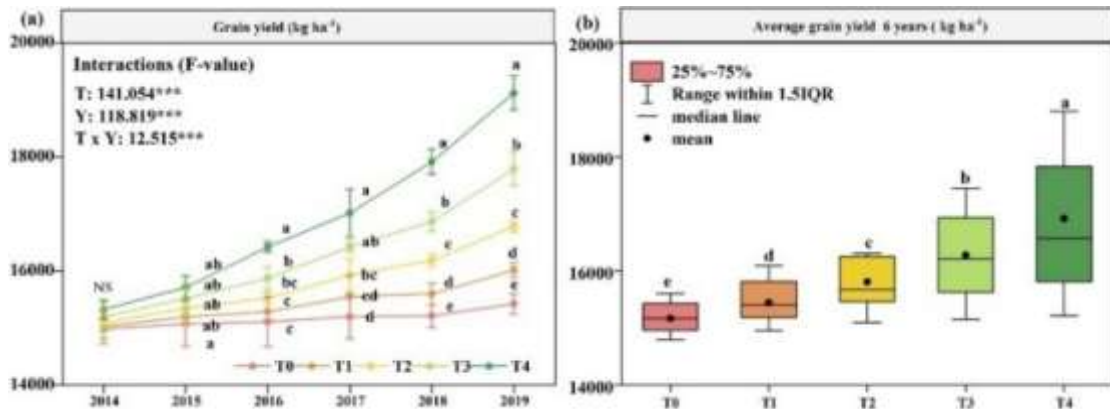 (a)
Grain yield (kg ha⁻¹)
20000
18000
16000
14000
Interactions (F-value)
T: 141.054***
Y: 118.819***
T x Y: 12.515***
NS
ab
ab
ab
ab
a
a
b
bc
c
c
a
ab
bc
cd
d
a
b
c
d
e
a
b
c
d
e
T0 T1 T2 T3 T4
2014 2015 2016 2017 2018 2019
(b)
Average grain yield 6 years ( kg ha⁻¹)
20000
18000
16000
14000
25%~75%
Range within 1.5IQR
median line
mean
e
d
c
b
a
T0 T1 T2 T3 T4